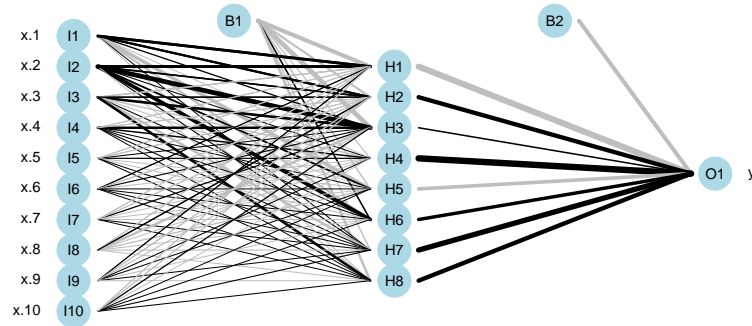 B1 B2
x.1 I1
x.2 I2 H1
x.3 I3 H2
x.4 I4 H3
x.5 I5 H4
O1 y
x.6 I6 H5
x.7 I7 H6
x.8 I8 H7
x.9 I9 H8
x.10 I10